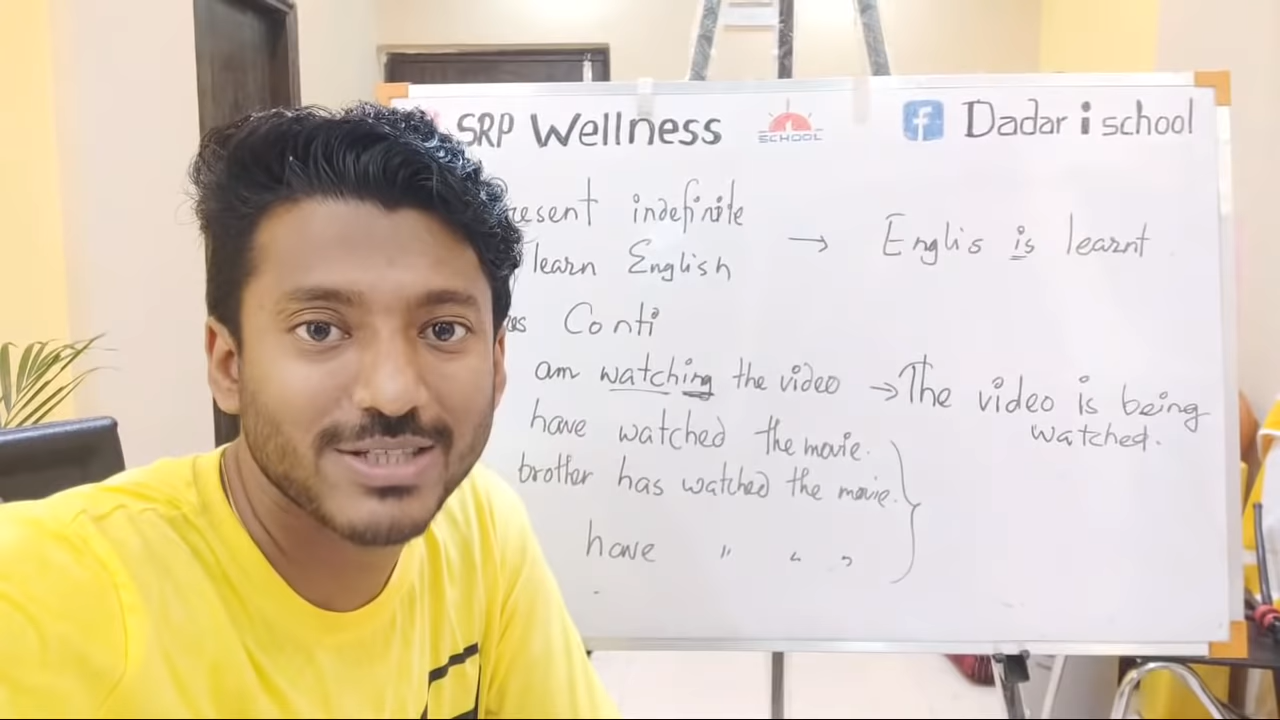 SRP Wellness
SCHOOL
Dadar i school
resent indefinite
learn English → Englis is learnt
es Conti
am watching the video → The video is being watched.
have watched the movie.
brother has watched the movie.
have " " "